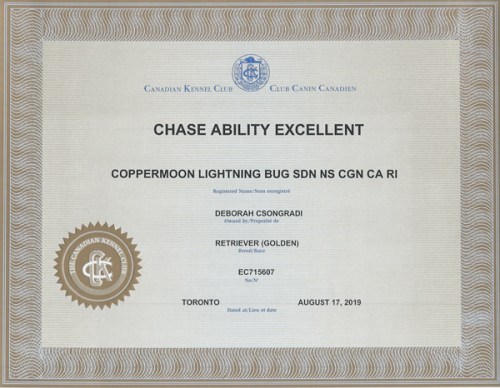 CANADIAN KENNEL CLUB CLUB CANIN CANADIEN
CHASE ABILITY EXCELLENT
COPPERMOON LIGHTNING BUG SDN NS CGN CA RI
Registered Name/Nom enregistré
DEBORAH CSONGRADI
Owned by/Propriété de
RETRIEVER (GOLDEN)
Breed/Race
EC715607
No/Nº
TORONTO AUGUST 17, 2019
Dated at/Lieu et date
THE CANADIAN KENNEL CLUB
CKC